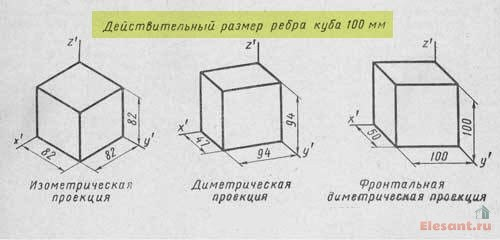 Действительный размер ребра куба 100 мм
z'
x'
y'
82
82
82
Изометрическая
проекция
z'
x'
y'
47
94
94
Диметрическая
проекция
z'
x'
y'
50
100
100
Фронтальная
диметрическая проекция
Elesant.ru